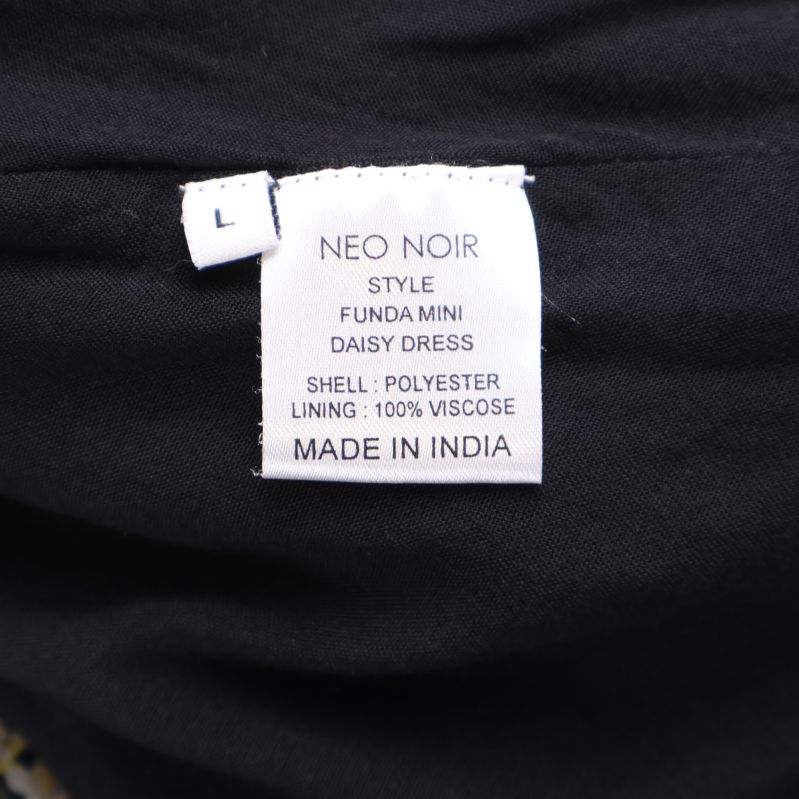 L
NEO NOIR
STYLE
FUNDA MINI
DAISY DRESS
SHELL : POLYESTER
LINING : 100% VISCOSE
MADE IN INDIA